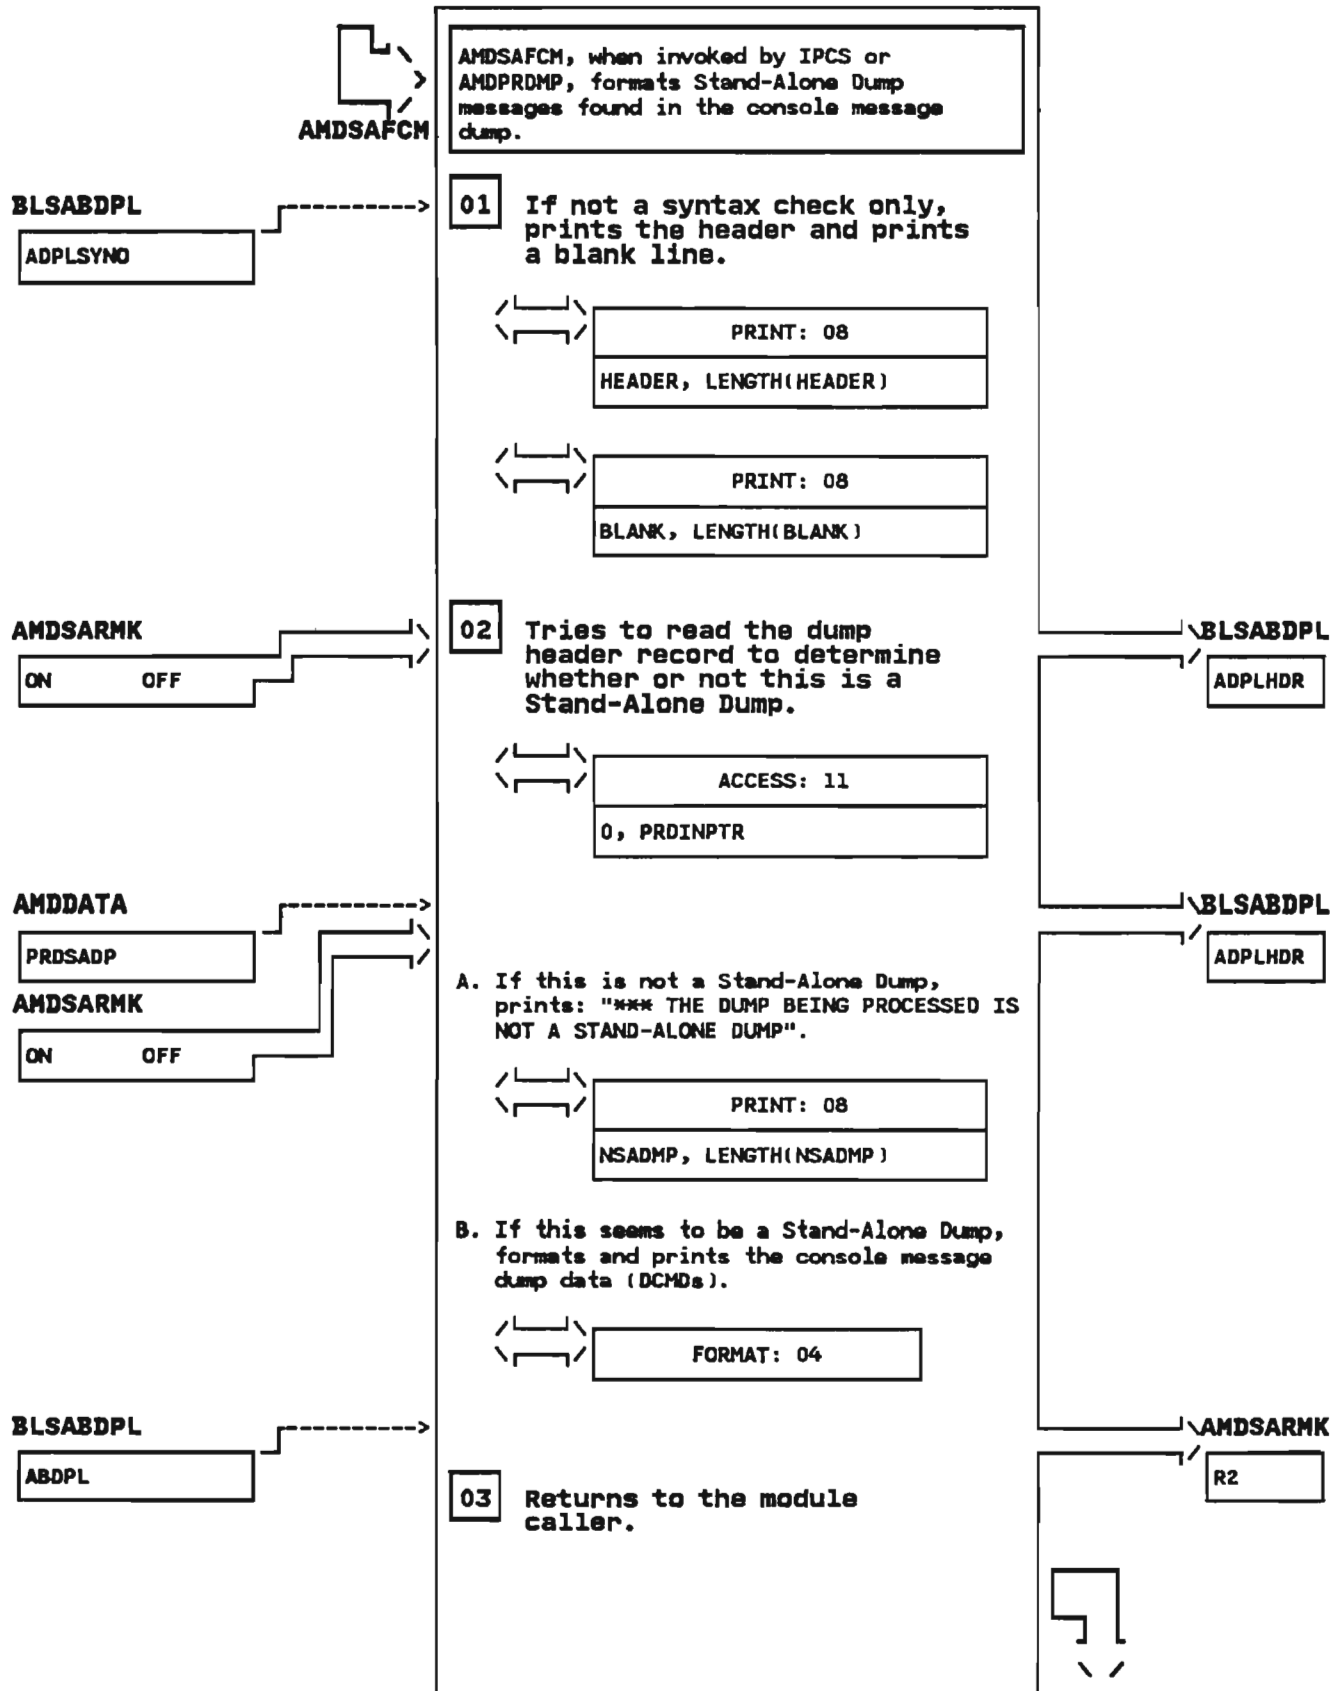 AMDSAFCM, when invoked by IPCS or
AMDPRDMP, formats Stand-Alone Dump
messages found in the console message
dump.
AMDSAFCM
BLSABDPL
ADPLSYNO
01 If not a syntax check only,
prints the header and prints
a blank line.
PRINT: 08
HEADER, LENGTH(HEADER)
PRINT: 08
BLANK, LENGTH(BLANK)
AMDSARMK
ON OFF
02 Tries to read the dump
header record to determine
whether or not this is a
Stand-Alone Dump.
BLSABDPL
ADPLHDR
ACCESS: 11
0, PRDINPTR
AMDDATA
PRDSADP
AMDSARMK
ON OFF
BLSABDPL
ADPLHDR
A. If this is not a Stand-Alone Dump,
prints: "*** THE DUMP BEING PROCESSED IS
NOT A STAND-ALONE DUMP".
PRINT: 08
NSADMP, LENGTH(NSADMP)
B. If this seems to be a Stand-Alone Dump,
formats and prints the console message
dump data (DCMDs).
FORMAT: 04
BLSABDPL
ABDPL
AMDSARMK
R2
03 Returns to the module
caller.